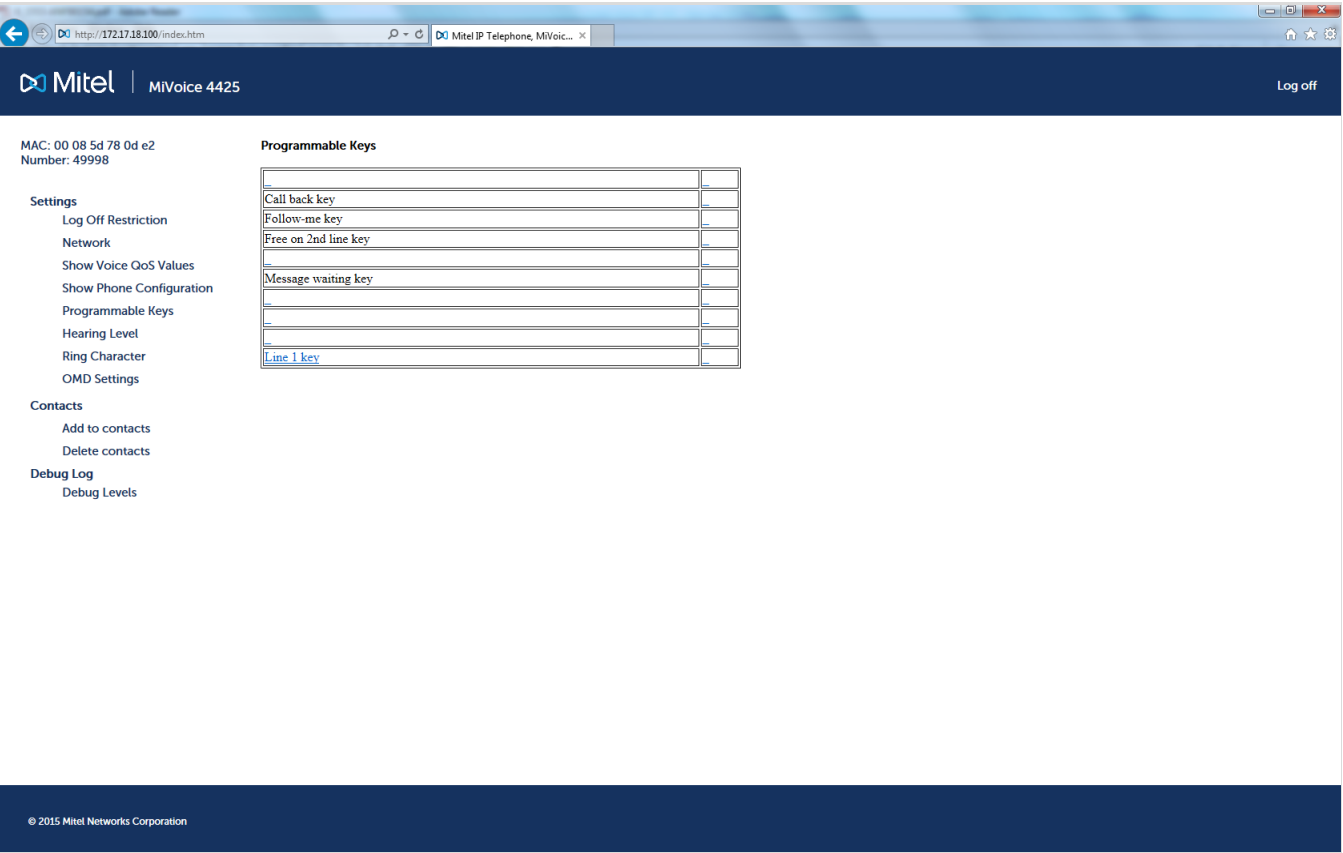 http://172.17.18.100/index.htm
Mitel IP Telephone, MiVoic...
Mitel | MiVoice 4425
Log off
MAC: 00 08 5d 78 0d e2
Number: 49998
Settings
Log Off Restriction
Network
Show Voice QoS Values
Show Phone Configuration
Programmable Keys
Hearing Level
Ring Character
OMD Settings
Contacts
Add to contacts
Delete contacts
Debug Log
Debug Levels
Programmable Keys
Call back key
Follow-me key
Free on 2nd line key
Message waiting key
Line 1 key
© 2015 Mitel Networks Corporation